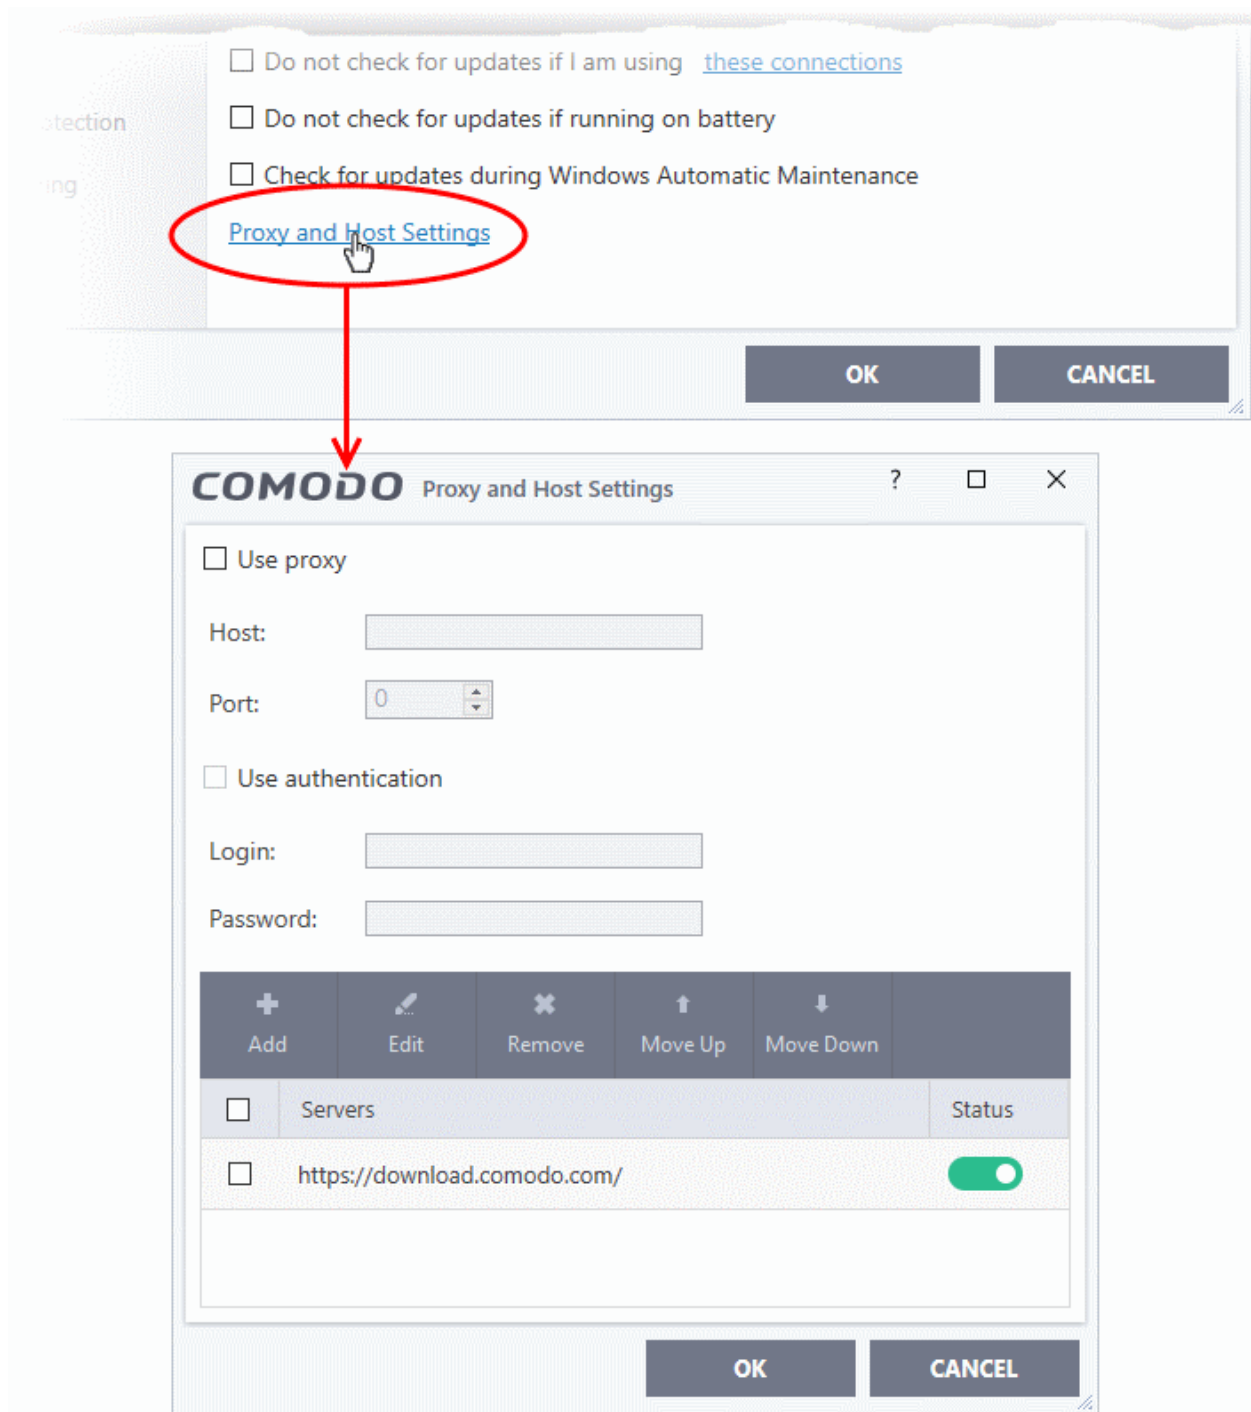 Do not check for updates if I am using these connections
Do not check for updates if running on battery
Check for updates during Windows Automatic Maintenance
Proxy and Host Settings
OK CANCEL
COMODO Proxy and Host Settings ?
Use proxy
Host:
Port: 0
Use authentication
Login:
Password:
Add Edit Remove Move Up Move Down
Servers Status
https://download.comodo.com/
OK CANCEL